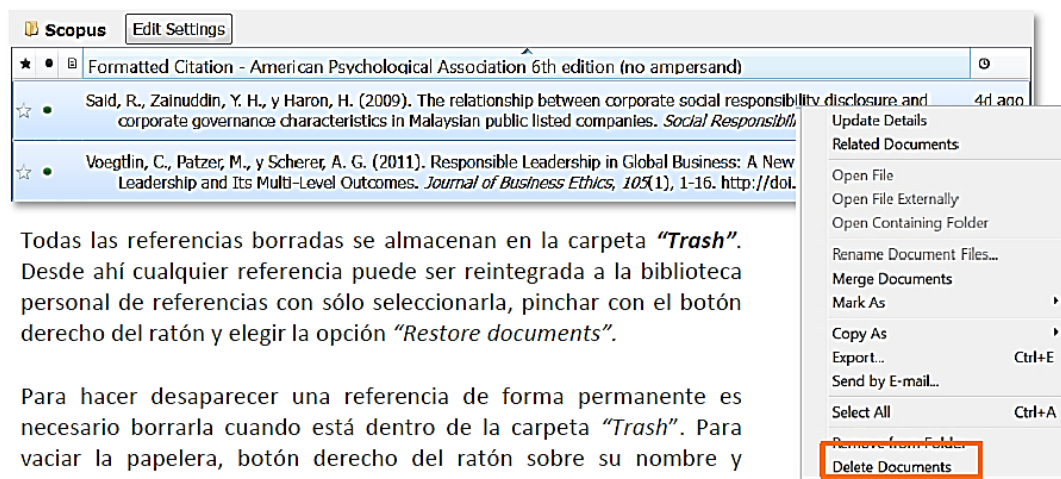 Scopus Edit Settings
Formatted Citation - American Psychological Association 6th edition (no ampersand)
Said, R., Zainuddin, Y. H., y Haron, H. (2009). The relationship between corporate social responsibility disclosure and 4d ago
corporate governance characteristics in Malaysian public listed companies. Social Responsibili
Voegtlin, C., Patzer, M., y Scherer, A. G. (2011). Responsible Leadership in Global Business: A New
Leadership and Its Multi-Level Outcomes. Journal of Business Ethics, 105(1), 1-16. http://doi.
Update Details
Related Documents
Open File
Open File Externally
Open Containing Folder
Rename Document Files...
Merge Documents
Mark As
Copy As
Export... Ctrl+E
Send by E-mail...
Select All Ctrl+A
Remove from Folder
Delete Documents
Todas las referencias borradas se almacenan en la carpeta "Trash".
Desde ahí cualquier referencia puede ser reintegrada a la biblioteca
personal de referencias con sólo seleccionarla, pinchar con el botón
derecho del ratón y elegir la opción "Restore documents".
Para hacer desaparecer una referencia de forma permanente es
necesario borrarla cuando está dentro de la carpeta "Trash". Para
vaciar la papelera, botón derecho del ratón sobre su nombre y